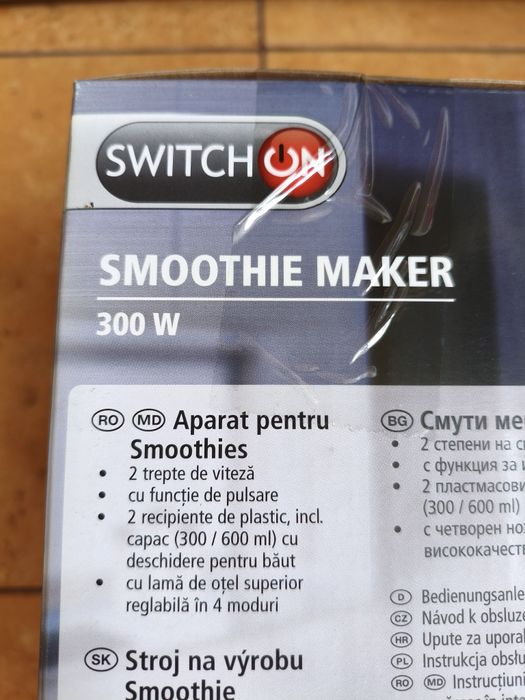 SWITCH ON
SMOOTHIE MAKER
300 W
RO MD Aparat pentru
Smoothies
• 2 trepte de viteză
• cu funcție de pulsare
• 2 recipiente de plastic, incl.
capac (300 / 600 ml) cu
deschidere pentru băut
• cu lamă de oțel superior
reglabilă în 4 moduri
SK Stroj na výrobu
Smoothie
BG Смути ме
• 2 степени на с
• с функция за
• 2 пластмасови
(300 / 600 ml)
• с четворен но
висококачест
D Bedienungsanle
CZ Návod k obsluze
HR Upute za upora
PL Instrukcja obsłu
RO MD Instrucțiun